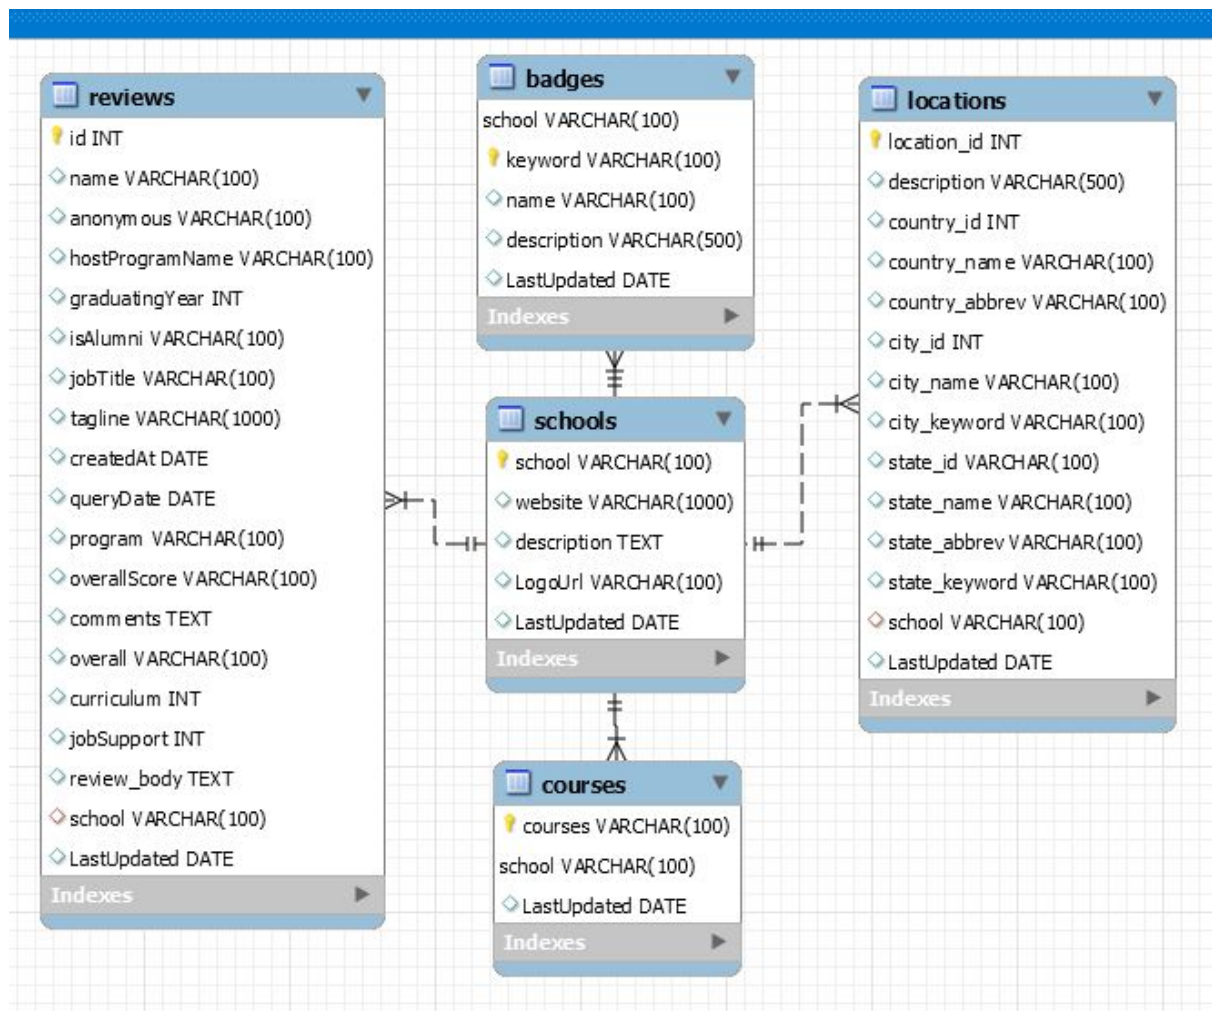 reviews
id INT
name VARCHAR(100)
anonymous VARCHAR(100)
hostProgramName VARCHAR(100)
graduatingYear INT
isAlumni VARCHAR(100)
jobTitle VARCHAR(100)
tagline VARCHAR(1000)
createdAt DATE
queryDate DATE
program VARCHAR(100)
overallScore VARCHAR(100)
comments TEXT
overall VARCHAR(100)
curriculum INT
jobSupport INT
review_body TEXT
school VARCHAR(100)
LastUpdated DATE
Indexes
badges
school VARCHAR(100)
keyword VARCHAR(100)
name VARCHAR(100)
description VARCHAR(500)
LastUpdated DATE
Indexes
schools
school VARCHAR(100)
website VARCHAR(1000)
description TEXT
LogoUrl VARCHAR(100)
LastUpdated DATE
Indexes
courses
courses VARCHAR(100)
school VARCHAR(100)
LastUpdated DATE
Indexes
locations
location_id INT
description VARCHAR(500)
country_id INT
country_name VARCHAR(100)
country_abbrev VARCHAR(100)
city_id INT
city_name VARCHAR(100)
city_keyword VARCHAR(100)
state_id VARCHAR(100)
state_name VARCHAR(100)
state_abbrev VARCHAR(100)
state_keyword VARCHAR(100)
school VARCHAR(100)
LastUpdated DATE
Indexes